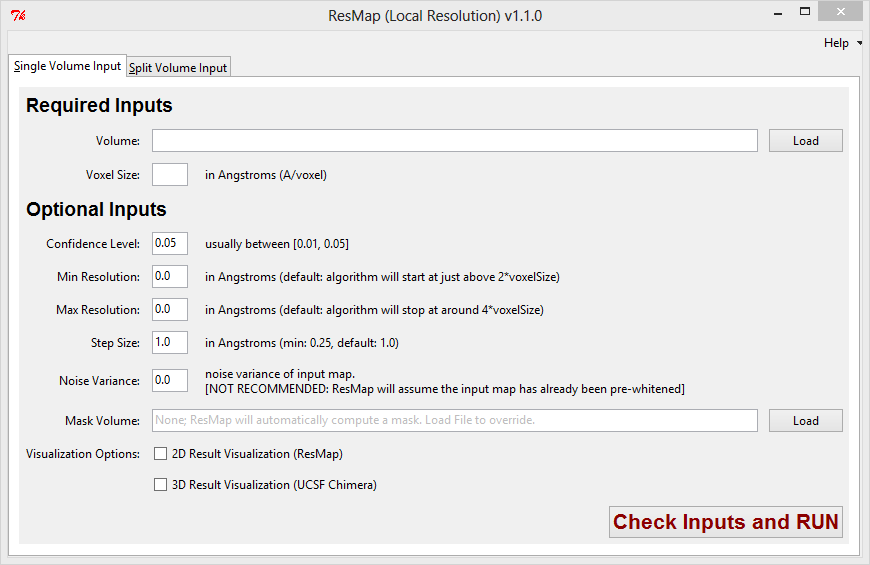 ResMap (Local Resolution) v1.1.0
Help
Single Volume Input Split Volume Input
Required Inputs
Volume: Load
Voxel Size: in Angstroms (A/voxel)
Optional Inputs
Confidence Level: 0.05 usually between [0.01, 0.05]
Min Resolution: 0.0 in Angstroms (default: algorithm will start at just above 2*voxelSize)
Max Resolution: 0.0 in Angstroms (default: algorithm will stop at around 4*voxelSize)
Step Size: 1.0 in Angstroms (min: 0.25, default: 1.0)
Noise Variance: 0.0 noise variance of input map.
[NOT RECOMMENDED: ResMap will assume the input map has already been pre-whitened]
Mask Volume: None; ResMap will automatically compute a mask. Load File to override. Load
Visualization Options: 2D Result Visualization (ResMap)
3D Result Visualization (UCSF Chimera)
Check Inputs and RUN